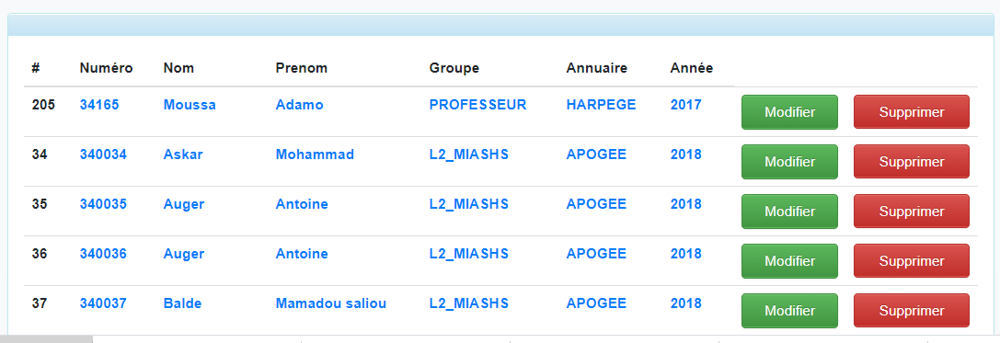 # Numéro Nom Prenom Groupe Annuaire Année
205 34165 Moussa Adamo PROFESSEUR HARPEGE 2017 Modifier Supprimer
34 340034 Askar Mohammad L2_MIASHS APOGEE 2018 Modifier Supprimer
35 340035 Auger Antoine L2_MIASHS APOGEE 2018 Modifier Supprimer
36 340036 Auger Antoine L2_MIASHS APOGEE 2018 Modifier Supprimer
37 340037 Balde Mamadou saliou L2_MIASHS APOGEE 2018 Modifier Supprimer